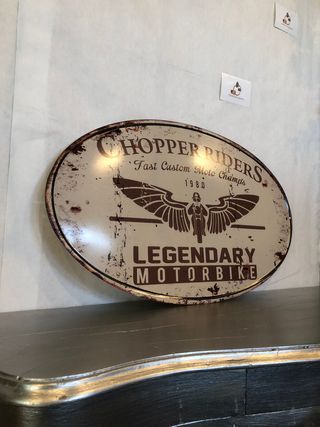 CHOPPER RIDERS
Fast Custom Moto Champs
1980
LEGENDARY
MOTORBIKE